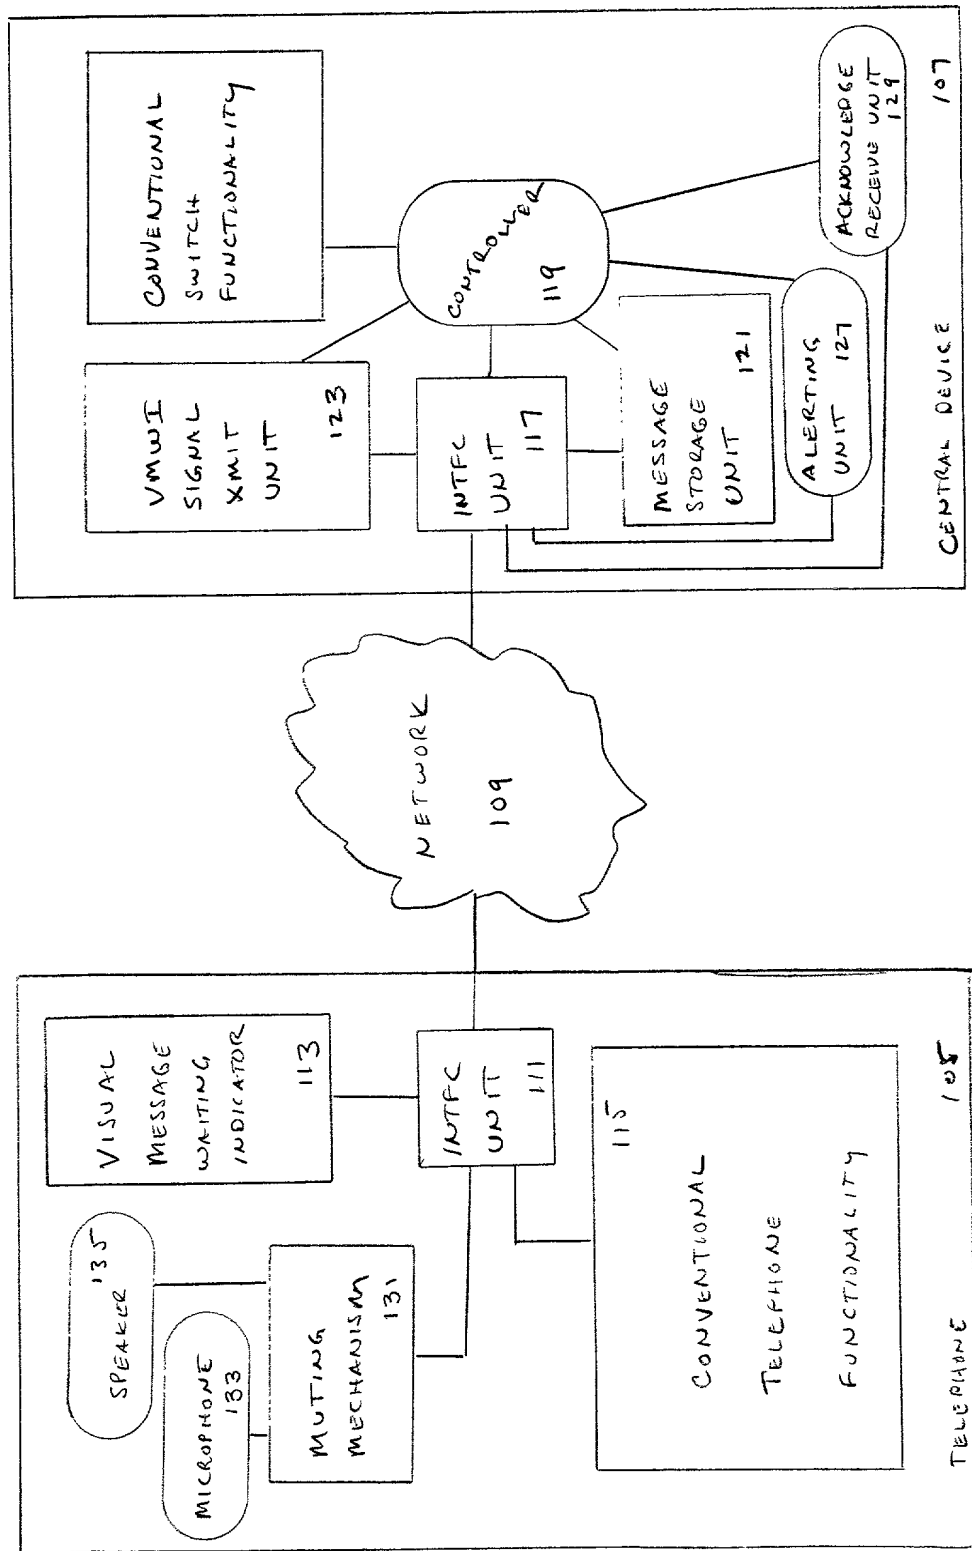 SPEAKER
135
MICROPHONE
133
MUTING
MECHANISM
131
VISUAL
MESSAGE
WAITING
INDICATOR
113
INTFC
UNIT
111
115
CONVENTIONAL
TELEPHONE
FUNCTIONALITY
TELEPHONE 105
NETWORK
109
VMWI
SIGNAL
XMIT
UNIT
123
CONVENTIONAL
SWITCH
FUNCTIONALITY
INTFC
UNIT
117
CONTROLLER
119
MESSAGE
STORAGE
UNIT 121
ALERTING
UNIT 127
ACKNOWLEDGE
RECEIVE UNIT
129
CENTRAL DEVICE 107